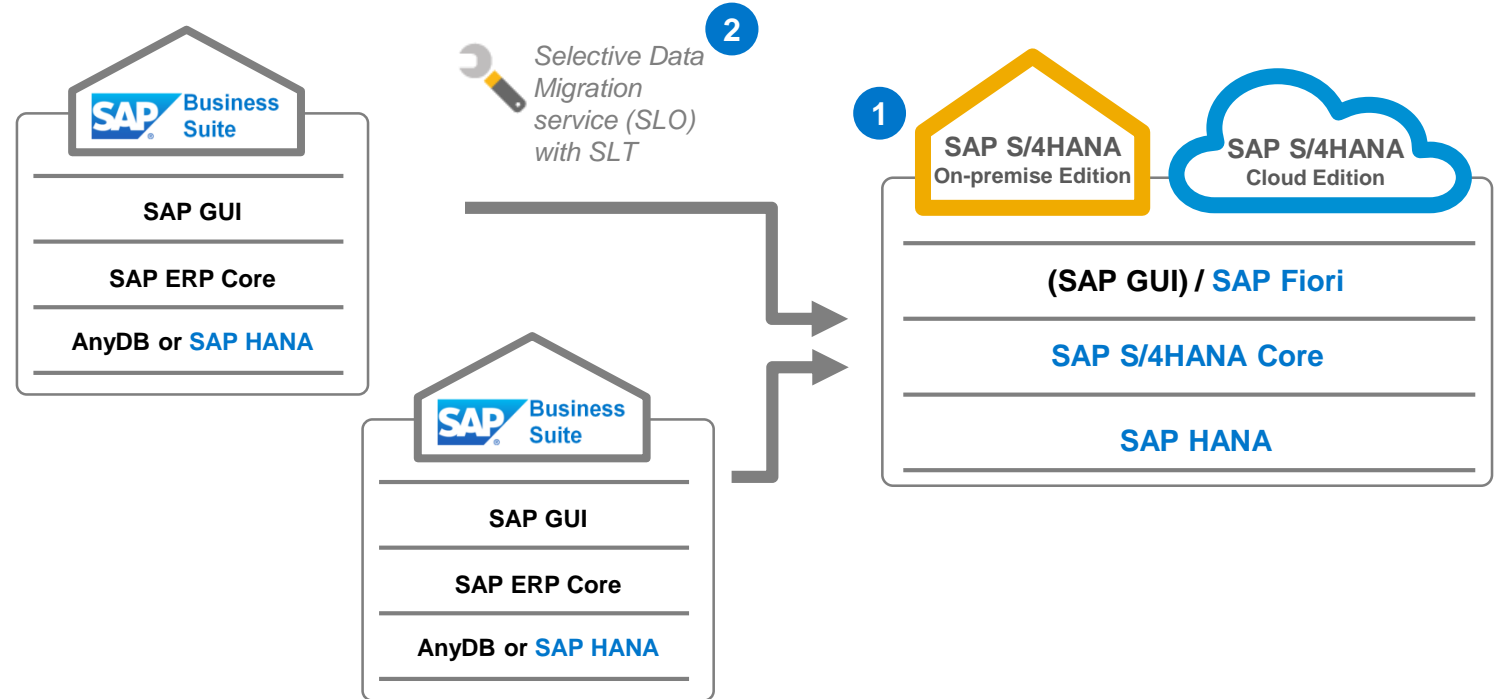 SAP Business
Suite
SAP GUI
SAP ERP Core
AnyDB or SAP HANA
2
Selective Data
Migration
service (SLO)
with SLT
SAP Business
Suite
SAP GUI
SAP ERP Core
AnyDB or SAP HANA
1
SAP S/4HANA
On-premise Edition
SAP S/4HANA
Cloud Edition
(SAP GUI) / SAP Fiori
SAP S/4HANA Core
SAP HANA